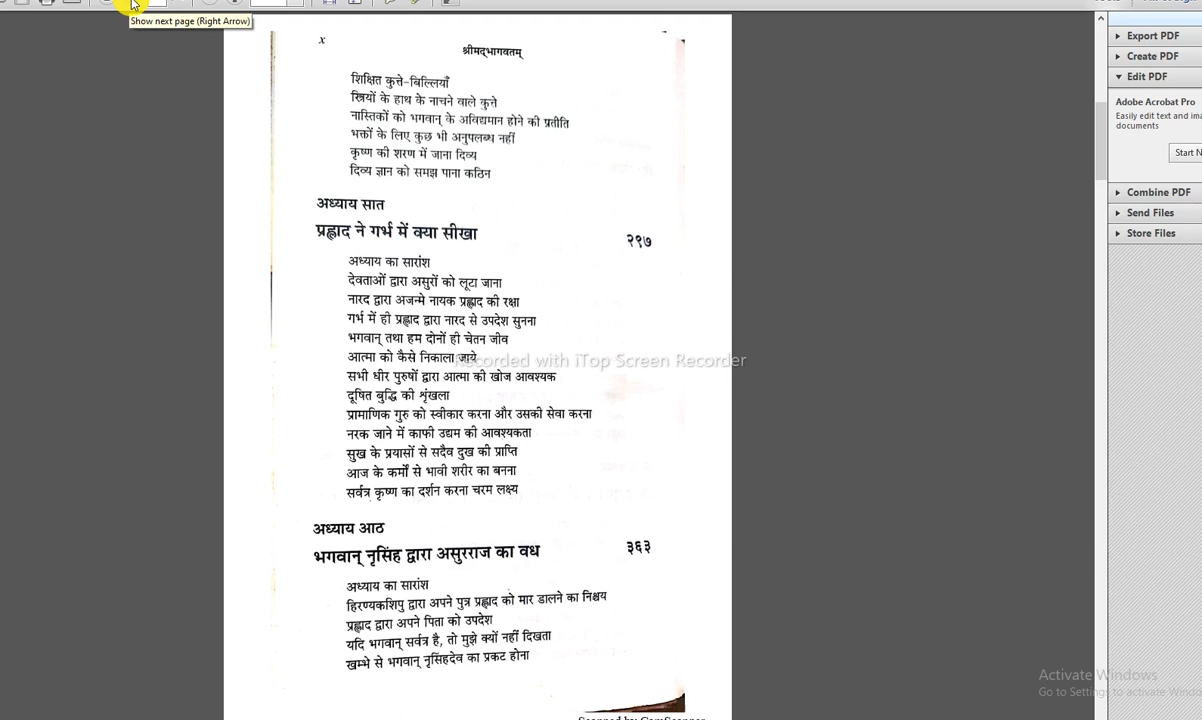 Show next page (Right Arrow)
x
श्रीमद्भागवतम्
शिक्षित कुत्ते-बिल्लियाँ
स्त्रियों के हाथ के नाचने वाले कुत्ते
नास्तिकों को भगवान् के अविद्यमान होने की प्रतीति
भक्तों के लिए कुछ भी अनुपलब्ध नहीं
कृष्ण की शरण में जाना दिव्य
दिव्य ज्ञान को समझ पाना कठिन
अध्याय सात
प्रह्लाद ने गर्भ में क्या सीखा २९७
अध्याय का सारांश
देवताओं द्वारा असुरों को लूटा जाना
नारद द्वारा अजन्मे नायक प्रह्लाद की रक्षा
गर्भ में ही प्रह्लाद द्वारा नारद से उपदेश सुनना
भगवान् तथा हम दोनों ही चेतन जीव
आत्मा को कैसे निकाला जाये
सभी धीर पुरुषों द्वारा आत्मा की खोज आवश्यक
दूषित बुद्धि की शृंखला
प्रामाणिक गुरु को स्वीकार करना और उसकी सेवा करना
नरक जाने में काफी उद्यम की आवश्यकता
सुख के प्रयासों से सदैव दुख की प्राप्ति
आज के कर्मों से भावी शरीर का बनना
सर्वत्र कृष्ण का दर्शन करना चरम लक्ष्य
अध्याय आठ
भगवान् नृसिंह द्वारा असुरराज का वध ३६३
अध्याय का सारांश
हिरण्यकशिपु द्वारा अपने पुत्र प्रह्लाद को मार डालने का निश्चय
प्रह्लाद द्वारा अपने पिता को उपदेश
यदि भगवान् सर्वत्र है, तो मुझे क्यों नहीं दिखता
खम्भे से भगवान् नृसिंहदेव का प्रकट होना
Recorded with iTop Screen Recorder
Export PDF
Create PDF
Edit PDF
Adobe Acrobat Pro
Easily edit text and
documents
Start
Combine PDF
Send Files
Store Files
Activate Windows
Go to Settings to activate